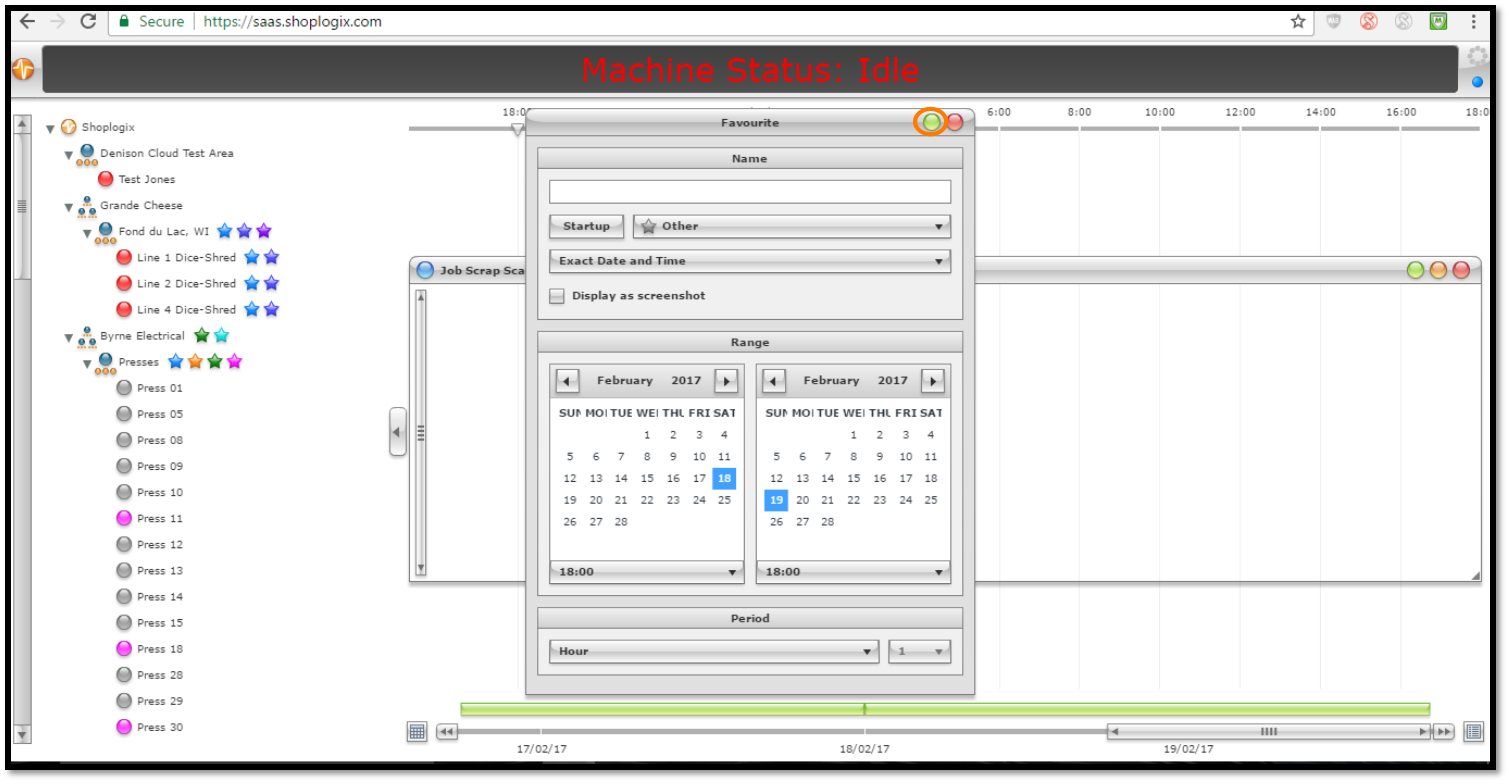 Secure https://saas.shoplogix.com
Machine Status: Idle
Shoplogix
Denison Cloud Test Area
Test Jones
Grande Cheese
Fond du Lac, WI
Line 1 Dice-Shred
Line 2 Dice-Shred
Line 4 Dice-Shred
Byrne Electrical
Presses
Press 01
Press 05
Press 08
Press 09
Press 10
Press 11
Press 12
Press 13
Press 14
Press 15
Press 18
Press 28
Press 29
Press 30
6:00 8:00 10:00 12:00 14:00 16:00
Job Scrap Sca
Favourite
Name
Startup Other
Exact Date and Time
Display as screenshot
Range
February 2017
SUN MON TUE WED THU FRI SAT
1 2 3 4
5 6 7 8 9 10 11
12 13 14 15 16 17 18
19 20 21 22 23 24 25
26 27 28
18:00
February 2017
SUN MON TUE WED THU FRI SAT
1 2 3 4
5 6 7 8 9 10 11
12 13 14 15 16 17 18
19 20 21 22 23 24 25
26 27 28
18:00
Period
Hour 1
17/02/17 18/02/17 19/02/17